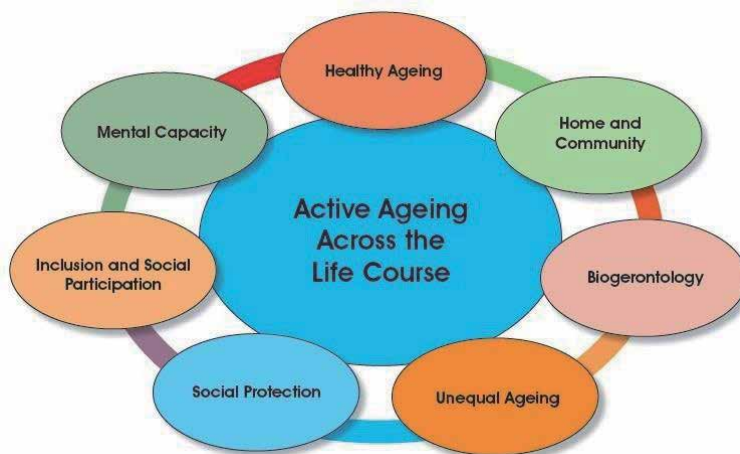 Healthy Ageing
Home and
Community
Biogerontology
Unequal Ageing
Social Protection
Inclusion and Social
Participation
Mental Capacity
Active Ageing
Across the
Life Course